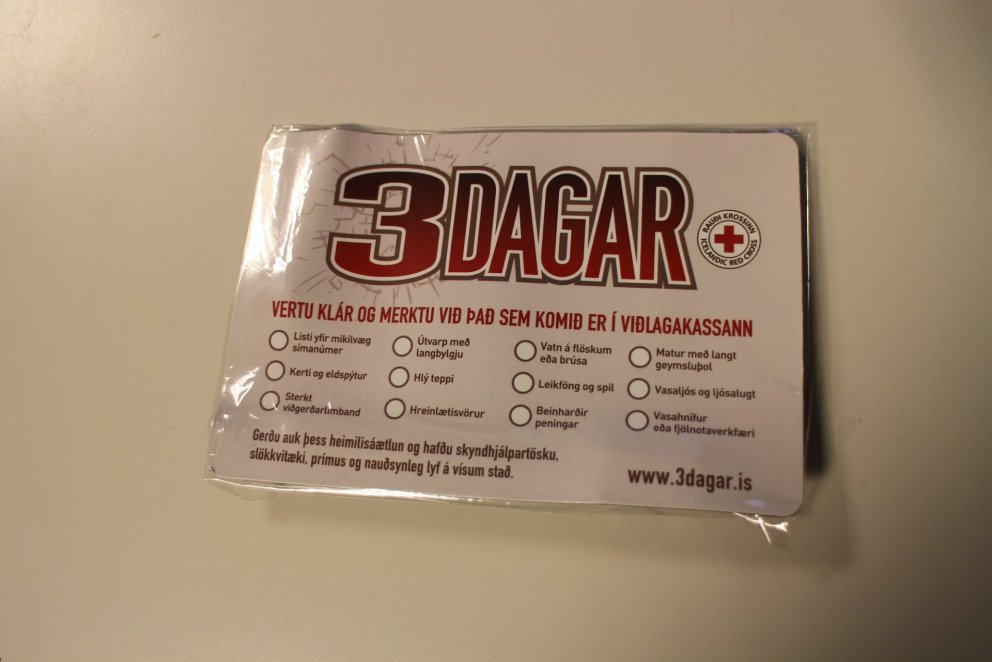 3DAGAR
RAUÐI KROSSINN
ICELANDIC RED CROSS
VERTU KLÁR OG MERKTU VIÐ ÞAÐ SEM KOMIÐ ER Í VIÐLAGAKASSANN
Listi yfir mikilvæg
símanúmer
Útvarp með
langbylgju
Vatn á flöskum
eða brúsa
Matur með langt
geymsluþol
Kerti og eldspýtur
Hlý teppi
Leikföng og spil
Vasaljós og ljósalugt
Sterkt
viðgerðarlímband
Hreinlætisvörur
Beinharðir
peningar
Vasahnífur
eða fjölnotaverkfæri
Gerðu auk þess heimilisáætlun og hafðu skyndhjálpartösku,
slökkvitæki, prímus og nauðsynleg lyf á vísum stað.
www.3dagar.is